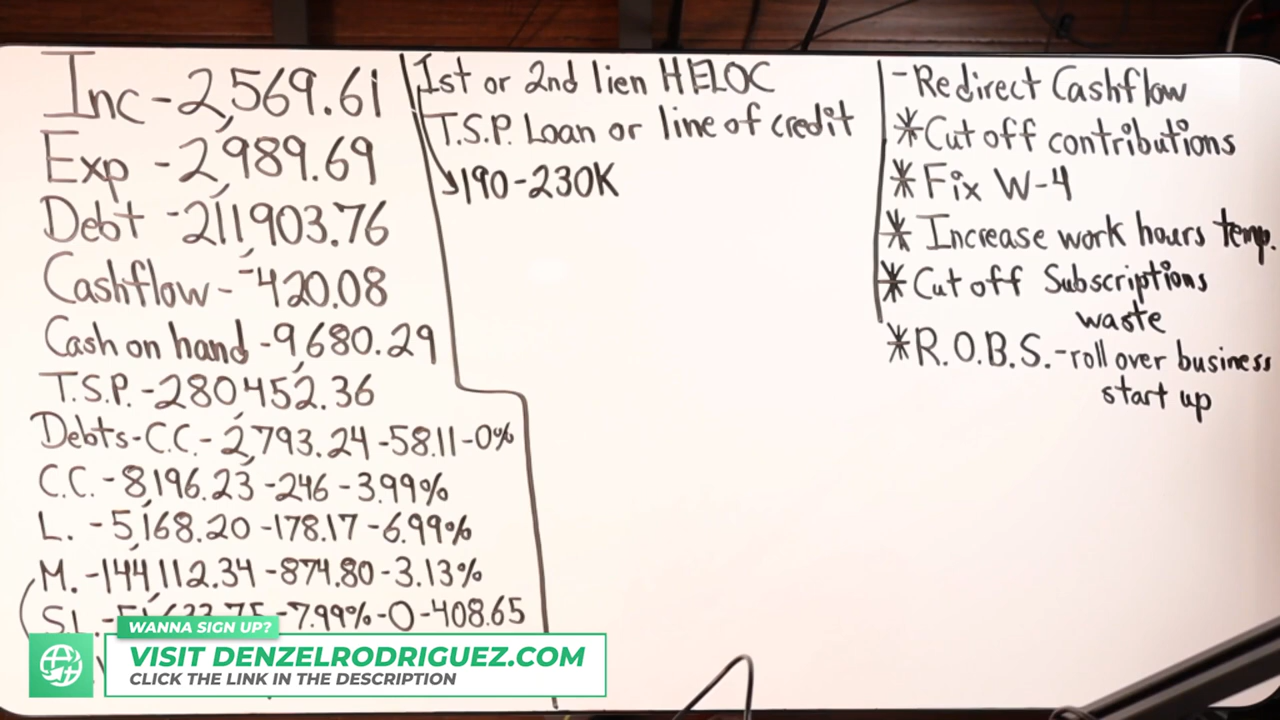 Inc - 2,569.61
Exp - 2,989.69
Debt - 211,903.76
Cashflow - -420.08
Cash on hand - 9,680.29
T.S.P. - 280,452.36
Debts - C.C. - 2,793.24 - 58.11 - 0%
C.C. - 8,196.23 - 246 - 3.99%
L. - 5,168.20 - 178.17 - 6.99%
M. - 144,112.34 - 874.80 - 3.13%
- 7.99% - 0 - 408.65
1st or 2nd lien HELOC
T.S.P. Loan or line of credit
190-230K
- Redirect Cashflow
* Cut off contributions
* Fix W-4
* Increase work hours temp.
* Cut off Subscriptions
waste
* R.O.B.S. - roll over business
start up
WANNA SIGN UP?
VISIT DENZELRODRIGUEZ.COM
CLICK THE LINK IN THE DESCRIPTION